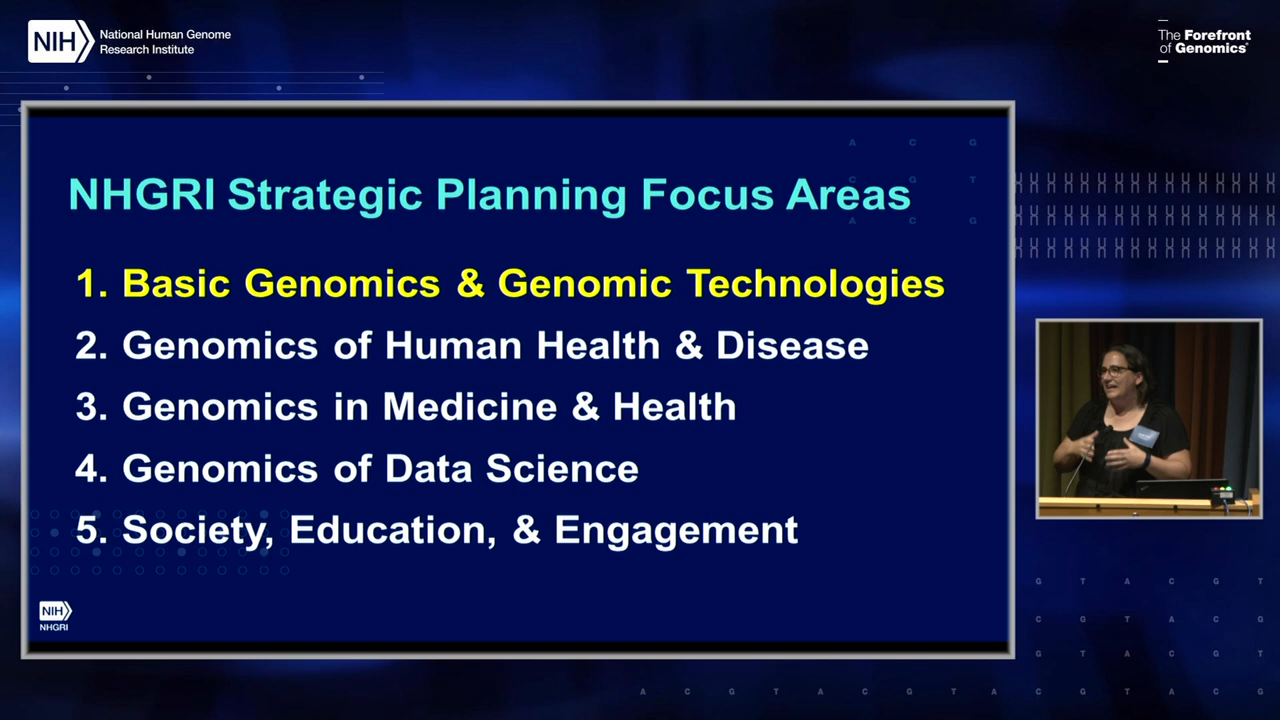 NIH National Human Genome
Research Institute
The Forefront
of Genomics®
A C G
C G T
A C G
NHGRI Strategic Planning Focus Areas
1. Basic Genomics & Genomic Technologies
2. Genomics of Human Health & Disease
3. Genomics in Medicine & Health
4. Genomics of Data Science
5. Society, Education, & Engagement
NIH
NHGRI
G T A C G T
C G T A C G
G T A C G T
A C G T A C G T A C G T A C G